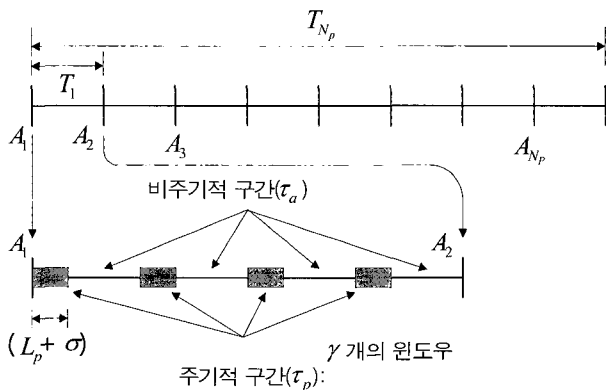 T_{N_p}
T_1
A_1 A_2 A_3 A_{N_p}
비주기적 구간(τ_a)
A_1 A_2
(L_p + σ)
γ 개의 윈도우
주기적 구간(τ_p):